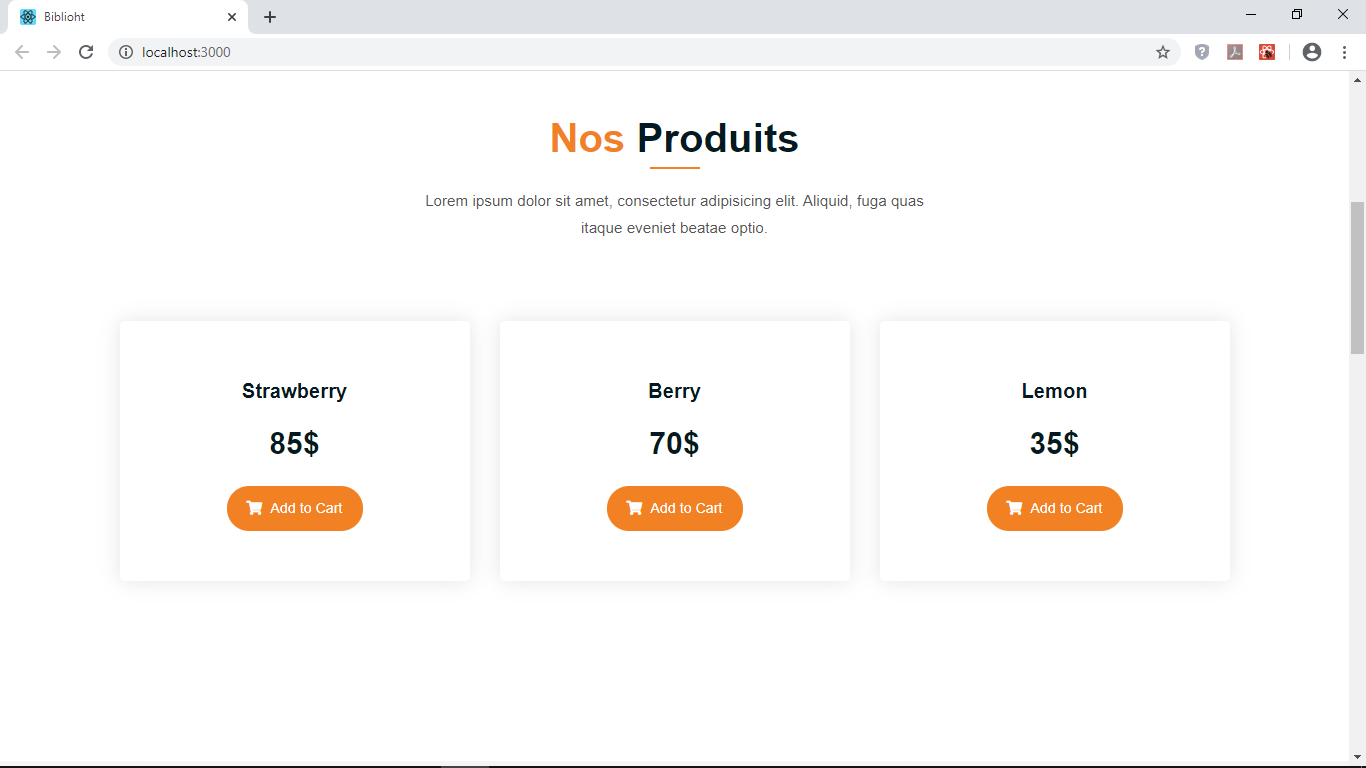 Biblioht
localhost:3000
Nos Produits
Lorem ipsum dolor sit amet, consectetur adipisicing elit. Aliquid, fuga quas
itaque eveniet beatae optio.
Strawberry
85$
Add to Cart
Berry
70$
Add to Cart
Lemon
35$
Add to Cart